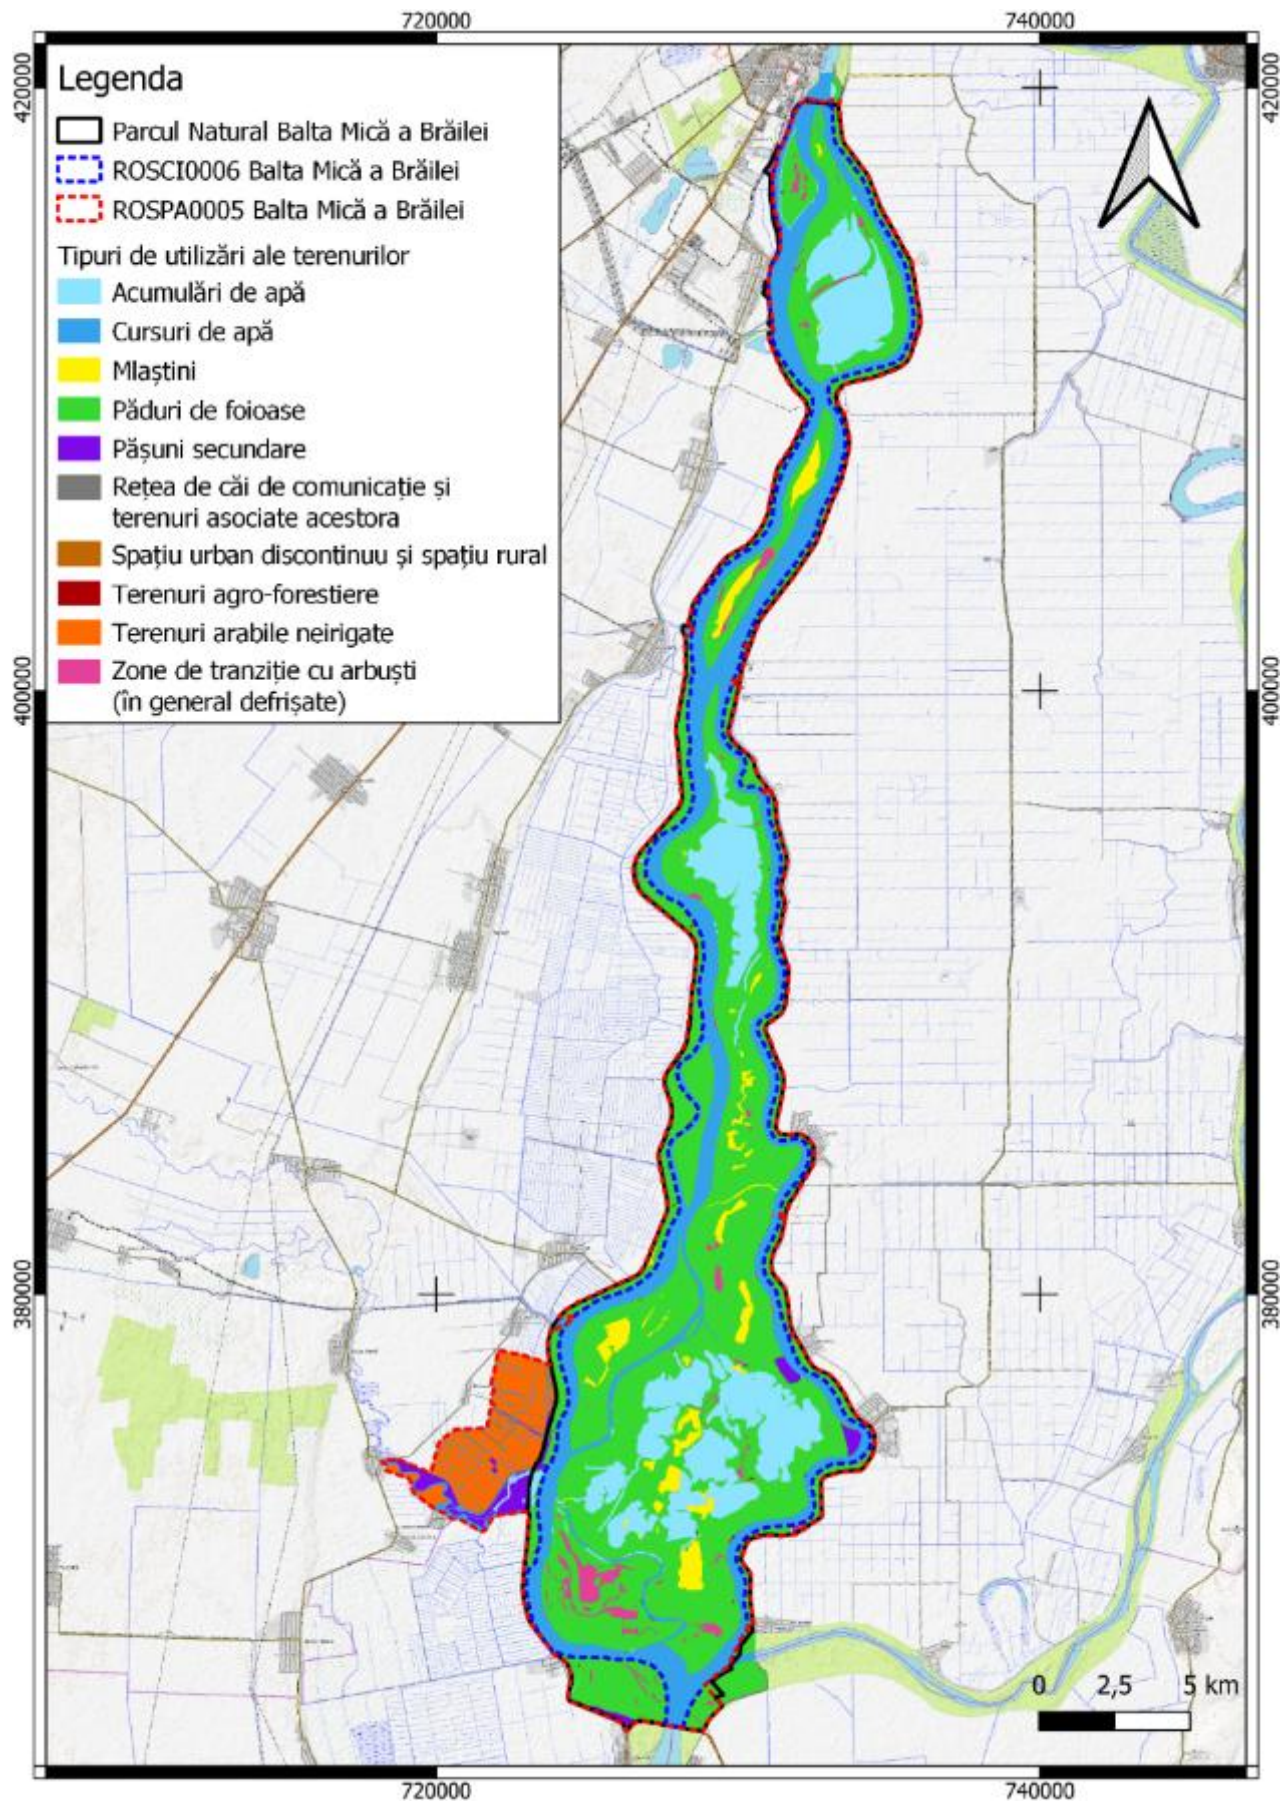 720000
740000
420000
420000
Legenda
Parcul Natural Balta Mică a Brăilei
ROSCI0006 Balta Mică a Brăilei
ROSPA0005 Balta Mică a Brăilei
Tipuri de utilizări ale terenurilor
Acumulări de apă
Cursuri de apă
Mlaștini
Păduri de foioase
Pășuni secundare
Rețea de căi de comunicație și
terenuri asociate acestora
Spațiu urban discontinuu și spațiu rural
Terenuri agro-forestiere
Terenuri arabile neirigate
Zone de tranziție cu arbuști
(în general defrișate)
400000
400000
380000
380000
0 2,5 5 km
720000
740000